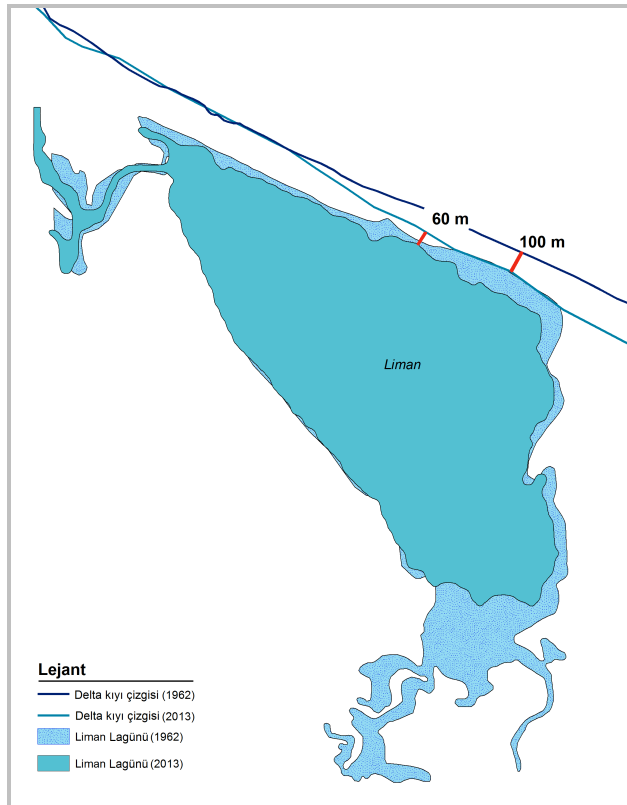 60 m
100 m
Liman
Lejant
Delta kıyı çizgisi (1962)
Delta kıyı çizgisi (2013)
Liman Lagünü (1962)
Liman Lagünü (2013)